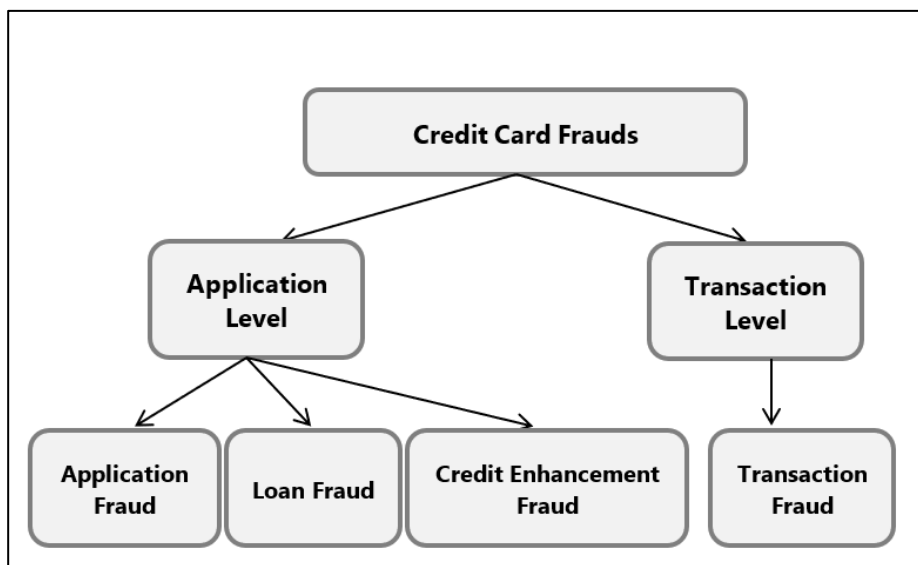 Credit Card Frauds
Application
Level
Transaction
Level
Application
Fraud
Loan Fraud
Credit Enhancement
Fraud
Transaction
Fraud